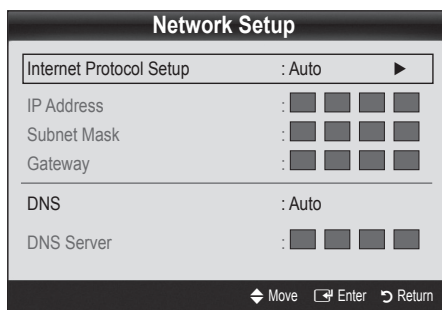 Network Setup
Internet Protocol Setup : Auto ▶
IP Address :
Subnet Mask :
Gateway :
DNS : Auto
DNS Server :
Move Enter Return